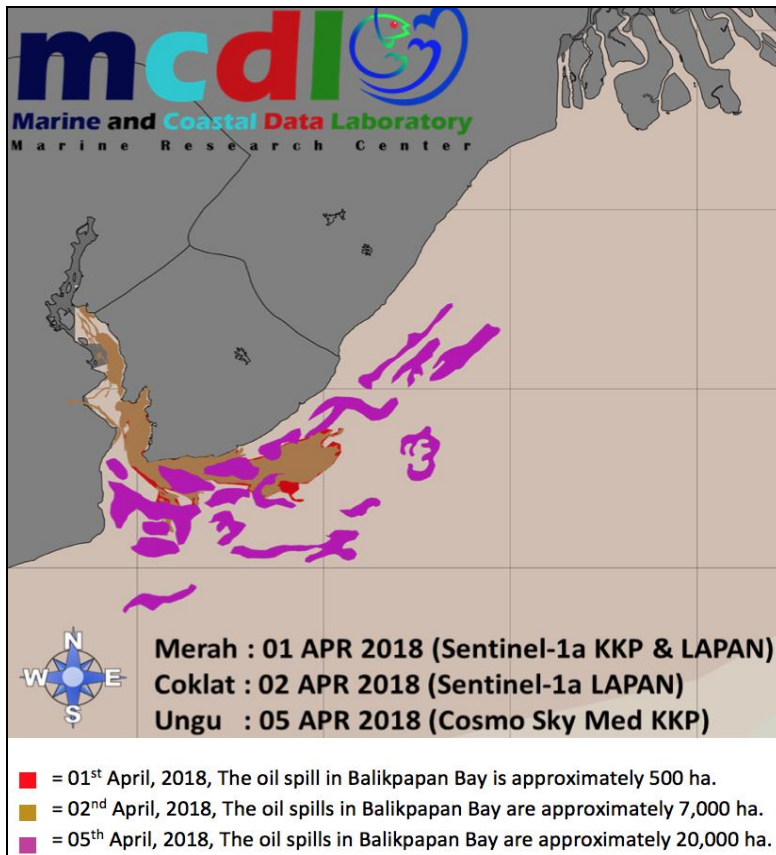 mcdl
Marine and Coastal Data Laboratory
Marine Research Center
N
W E
S
Merah : 01 APR 2018 (Sentinel-1a KKP & LAPAN)
Coklat : 02 APR 2018 (Sentinel-1a LAPAN)
Ungu : 05 APR 2018 (Cosmo Sky Med KKP)
= 01st April, 2018, The oil spill in Balikpapan Bay is approximately 500 ha.
= 02nd April, 2018, The oil spills in Balikpapan Bay are approximately 7,000 ha.
= 05th April, 2018, The oil spills in Balikpapan Bay are approximately 20,000 ha.